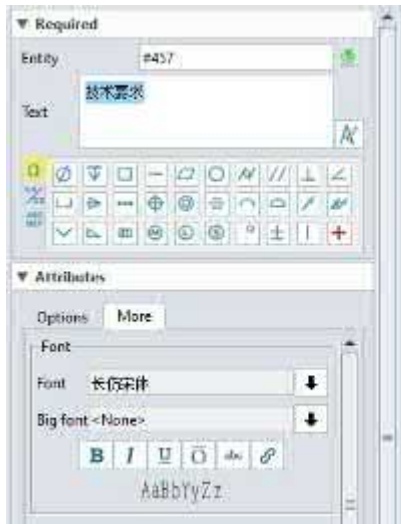 Required
Entity #457
技术要求
Text
Attributes
Options More
Font
Font 长仿宋体
Big font <None>
B I U O abc
AaBbYyZz